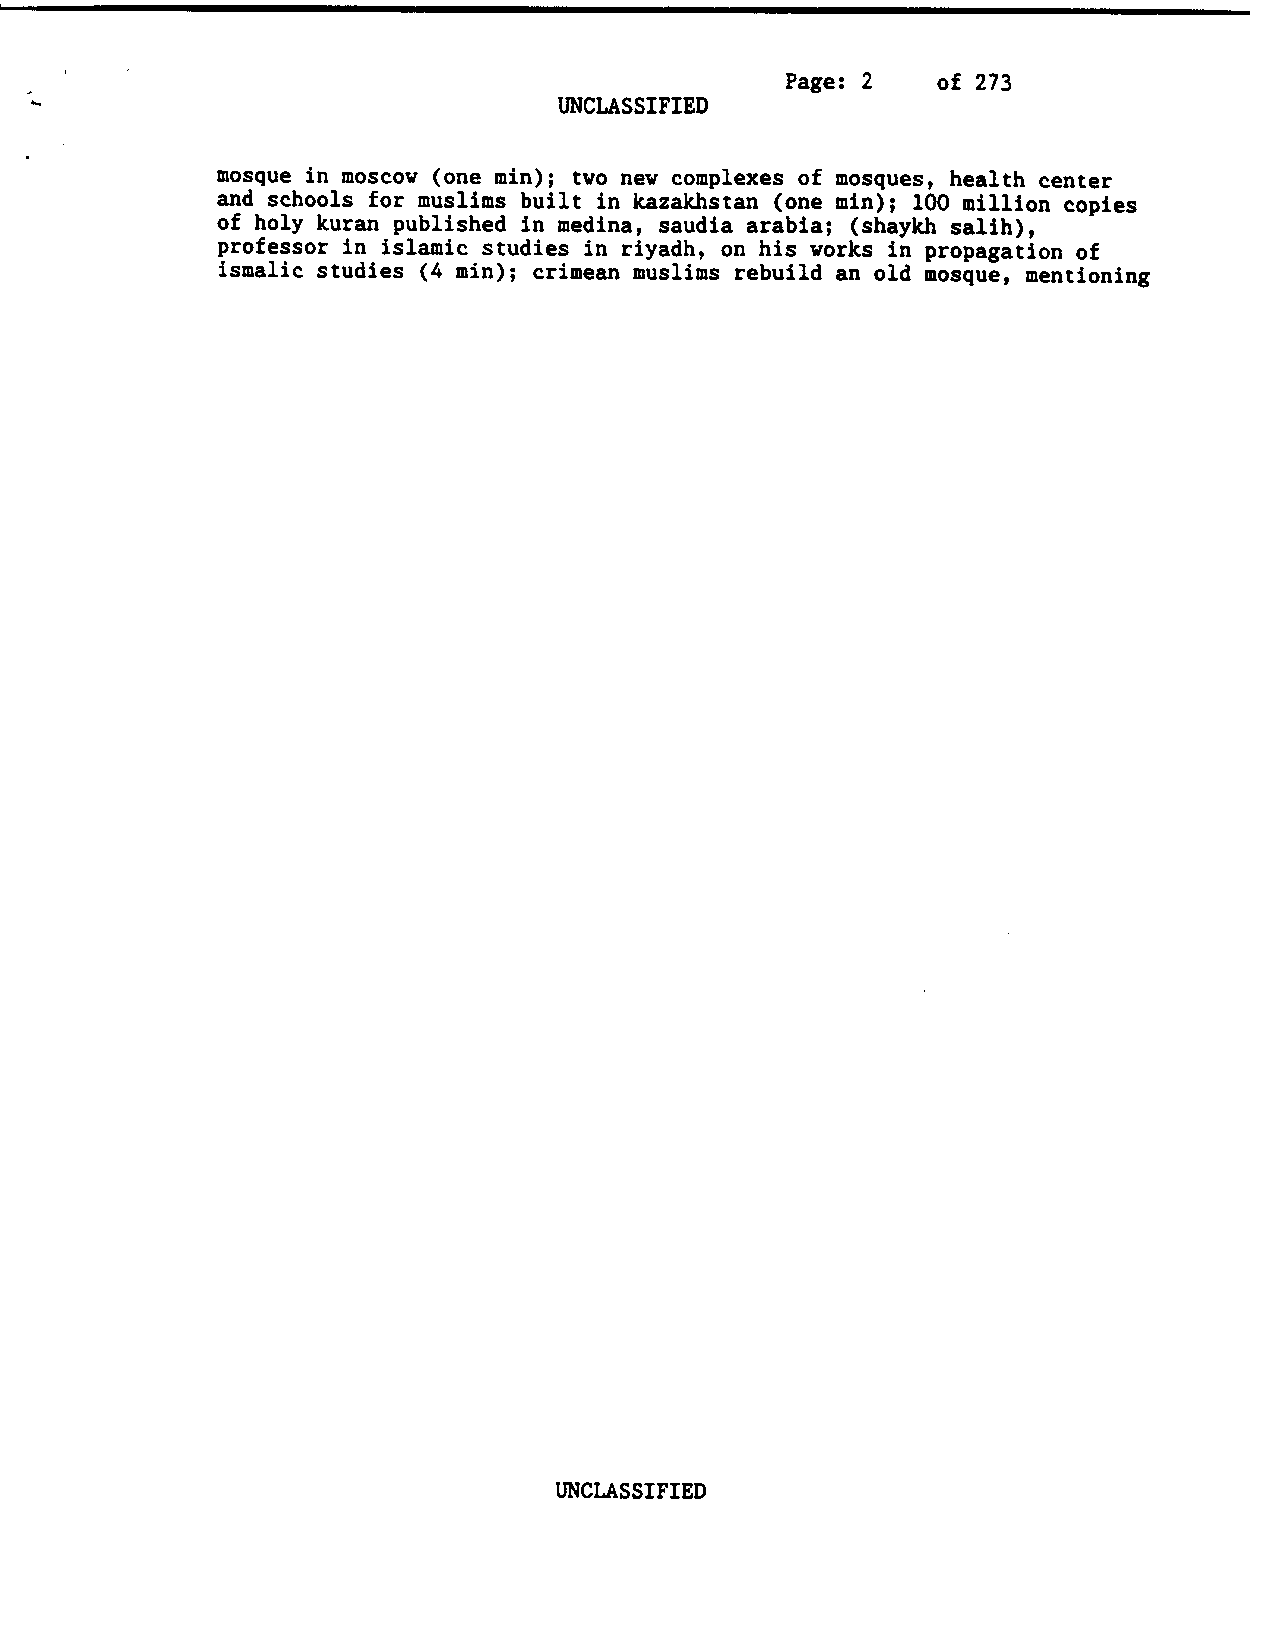 Page: 2 of 273
UNCLASSIFIED
mosque in moscow (one min); two new complexes of mosques, health center
and schools for muslims built in kazakhstan (one min); 100 million copies
of holy kuran published in medina, saudia arabia; (shaykh salih),
professor in islamic studies in riyadh, on his works in propagation of
ismalic studies (4 min); crimean muslims rebuild an old mosque, mentioning
UNCLASSIFIED